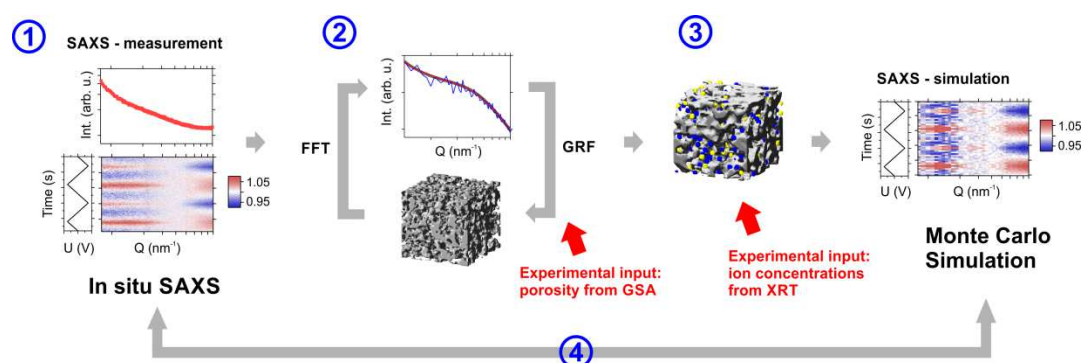 1
SAXS - measurement
Int. (arb. u.)
Time (s)
1.05
0.95
U (V)
Q (nm⁻¹)
In situ SAXS
2
FFT
Int. (arb. u.)
Q (nm⁻¹)
GRF
Experimental input:
porosity from GSA
3
Experimental input:
ion concentrations
from XRT
SAXS - simulation
Time (s)
1.05
0.95
U (V)
Q (nm⁻¹)
Monte Carlo
Simulation
4